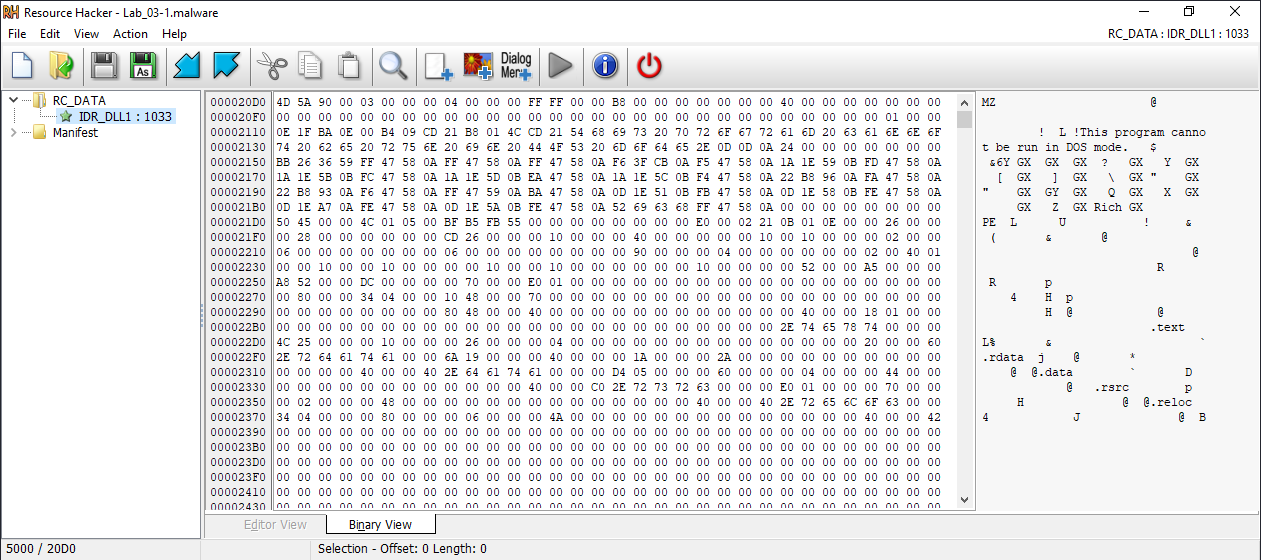 Resource Hacker - Lab_03-1.malware
File Edit View Action Help
RC_DATA : IDR_DLL1 : 1033
As
Dialog
Menu
RC_DATA
IDR_DLL1 : 1033
Manifest
000020D0 4D 5A 90 00 03 00 00 00 04 00 00 00 FF FF 00 00 B8 00 00 00 00 00 00 00 40 00 00 00 00 00 00 00 MZ @
000020F0 00 00 00 00 00 00 00 00 00 00 00 00 00 00 00 00 00 00 00 00 00 00 00 00 00 00 00 00 00 01 00 00
00002110 0E 1F BA 0E 00 B4 09 CD 21 B8 01 4C CD 21 54 68 69 73 20 70 72 6F 67 72 61 6D 20 63 61 6E 6E 6F ! L !This program canno
00002130 74 20 62 65 20 72 75 6E 20 69 6E 20 44 4F 53 20 6D 6F 64 65 2E 0D 0D 0A 24 00 00 00 00 00 00 00 t be run in DOS mode. $
00002150 BB 26 36 59 FF 47 58 0A FF 47 58 0A FF 47 58 0A F6 3F CB 0A F5 47 58 0A 1A 1E 59 0B FD 47 58 0A &6Y GX GX GX ? GX Y GX
00002170 1A 1E 5B 0B FC 47 58 0A 1A 1E 5D 0B EA 47 58 0A 1A 1E 5C 0B F4 47 58 0A 22 B8 96 0A FA 47 58 0A [ GX ] GX \ GX " GX
00002190 22 B8 93 0A F6 47 58 0A FF 47 59 0A BA 47 58 0A 0D 1E 51 0B FB 47 58 0A 0D 1E 58 0B FE 47 58 0A " GX GY GX Q GX X GX
000021B0 0D 1E A7 0A FE 47 58 0A 0D 1E 5A 0B FE 47 58 0A 52 69 63 68 FF 47 58 0A 00 00 00 00 00 00 00 00 GX Z GX Rich GX
000021D0 50 45 00 00 4C 01 05 00 BF B5 FB 55 00 00 00 00 00 00 00 00 E0 00 02 21 0B 01 0E 00 00 26 00 00 PE L U ! &
000021F0 00 28 00 00 00 00 00 00 CD 26 00 00 00 10 00 00 00 40 00 00 00 00 00 10 00 10 00 00 00 02 00 00 ( & @
00002210 06 00 00 00 00 00 00 00 06 00 00 00 00 00 00 00 00 90 00 00 00 04 00 00 00 00 00 00 02 00 40 01 @
00002230 00 00 10 00 00 10 00 00 00 00 10 00 00 10 00 00 00 00 00 00 10 00 00 00 00 52 00 00 A5 00 00 00 R
00002250 A8 52 00 00 DC 00 00 00 00 70 00 00 E0 01 00 00 00 00 00 00 00 00 00 00 00 00 00 00 00 00 00 00 R p
00002270 00 80 00 00 34 04 00 00 10 48 00 00 70 00 00 00 00 00 00 00 00 00 00 00 00 00 00 00 00 00 00 00 4 H p
00002290 00 00 00 00 00 00 00 00 80 48 00 00 40 00 00 00 00 00 00 00 00 00 00 00 00 40 00 00 18 01 00 00 H @ @
000022B0 00 00 00 00 00 00 00 00 00 00 00 00 00 00 00 00 00 00 00 00 00 00 00 00 2E 74 65 78 74 00 00 00 .text
000022D0 4C 25 00 00 00 10 00 00 00 26 00 00 00 04 00 00 00 00 00 00 00 00 00 00 00 00 00 00 20 00 00 60 L% & `
000022F0 2E 72 64 61 74 61 00 00 6A 19 00 00 00 40 00 00 00 1A 00 00 00 2A 00 00 00 00 00 00 00 00 00 00 .rdata j @ *
00002310 00 00 00 00 40 00 00 40 2E 64 61 74 61 00 00 00 D4 05 00 00 00 60 00 00 00 04 00 00 00 44 00 00 @ @.data ` D
00002330 00 00 00 00 00 00 00 00 00 00 00 00 40 00 00 C0 2E 72 73 72 63 00 00 00 E0 01 00 00 00 70 00 00 @ .rsrc p
00002350 00 02 00 00 00 48 00 00 00 00 00 00 00 00 00 00 00 00 00 00 40 00 00 40 2E 72 65 6C 6F 63 00 00 H @ @.reloc
00002370 34 04 00 00 00 80 00 00 00 06 00 00 00 4A 00 00 00 00 00 00 00 00 00 00 00 00 00 00 40 00 00 42 4 J @ B
00002390 00 00 00 00 00 00 00 00 00 00 00 00 00 00 00 00 00 00 00 00 00 00 00 00 00 00 00 00 00 00 00 00
000023B0 00 00 00 00 00 00 00 00 00 00 00 00 00 00 00 00 00 00 00 00 00 00 00 00 00 00 00 00 00 00 00 00
000023D0 00 00 00 00 00 00 00 00 00 00 00 00 00 00 00 00 00 00 00 00 00 00 00 00 00 00 00 00 00 00 00 00
000023F0 00 00 00 00 00 00 00 00 00 00 00 00 00 00 00 00 00 00 00 00 00 00 00 00 00 00 00 00 00 00 00 00
00002410 00 00 00 00 00 00 00 00 00 00 00 00 00 00 00 00 00 00 00 00 00 00 00 00 00 00 00 00 00 00 00 00
00002430 00 00 00 00 00 00 00 00 00 00 00 00 00 00 00 00 00 00 00 00 00 00 00 00 00 00 00 00 00 00 00 00
Editor View Binary View
5000 / 20D0 Selection - Offset: 0 Length: 0